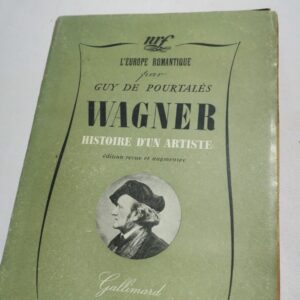 nrf
L'EUROPE ROMANTIQUE
par
GUY DE POURTALÈS
WAGNER
HISTOIRE D'UN ARTISTE
édition revue et augmentée
Gallimard